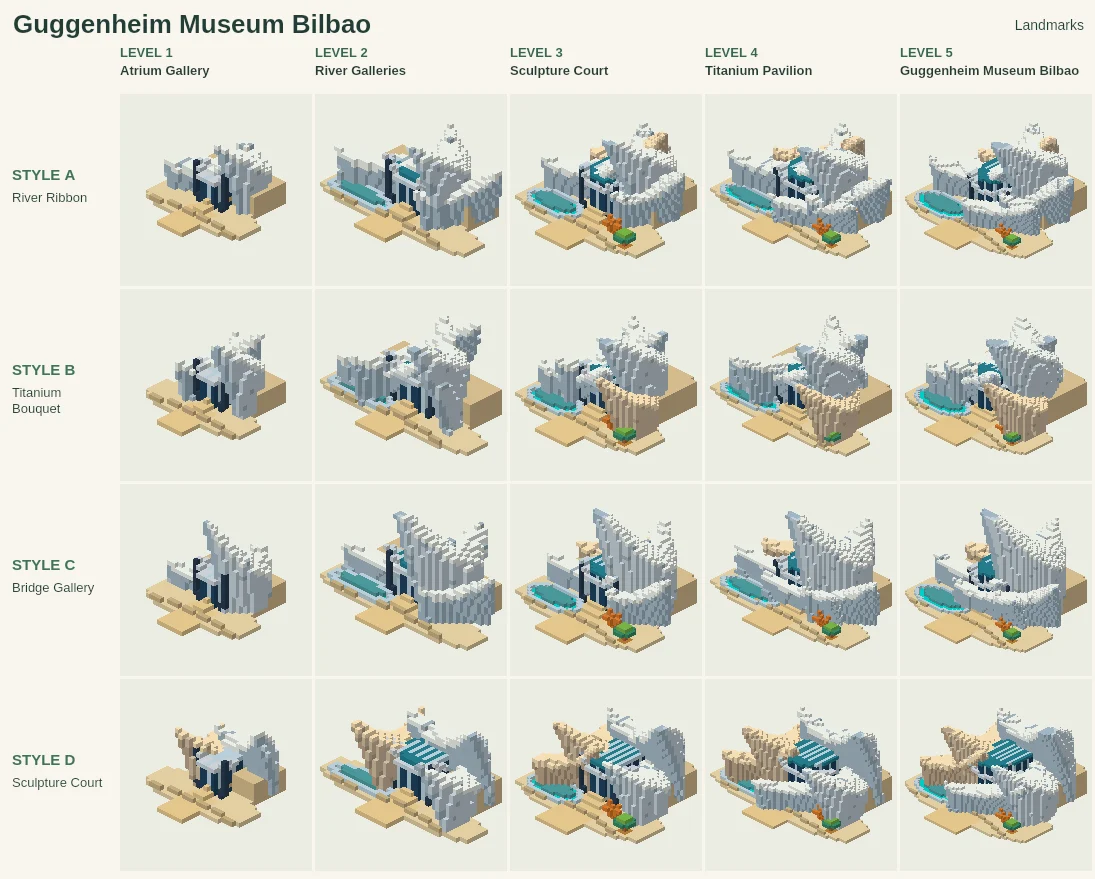 Guggenheim Museum Bilbao
Landmarks
LEVEL 1
Atrium Gallery
LEVEL 2
River Galleries
LEVEL 3
Sculpture Court
LEVEL 4
Titanium Pavilion
LEVEL 5
Guggenheim Museum Bilbao
STYLE A
River Ribbon
STYLE B
Titanium
Bouquet
STYLE C
Bridge Gallery
STYLE D
Sculpture Court